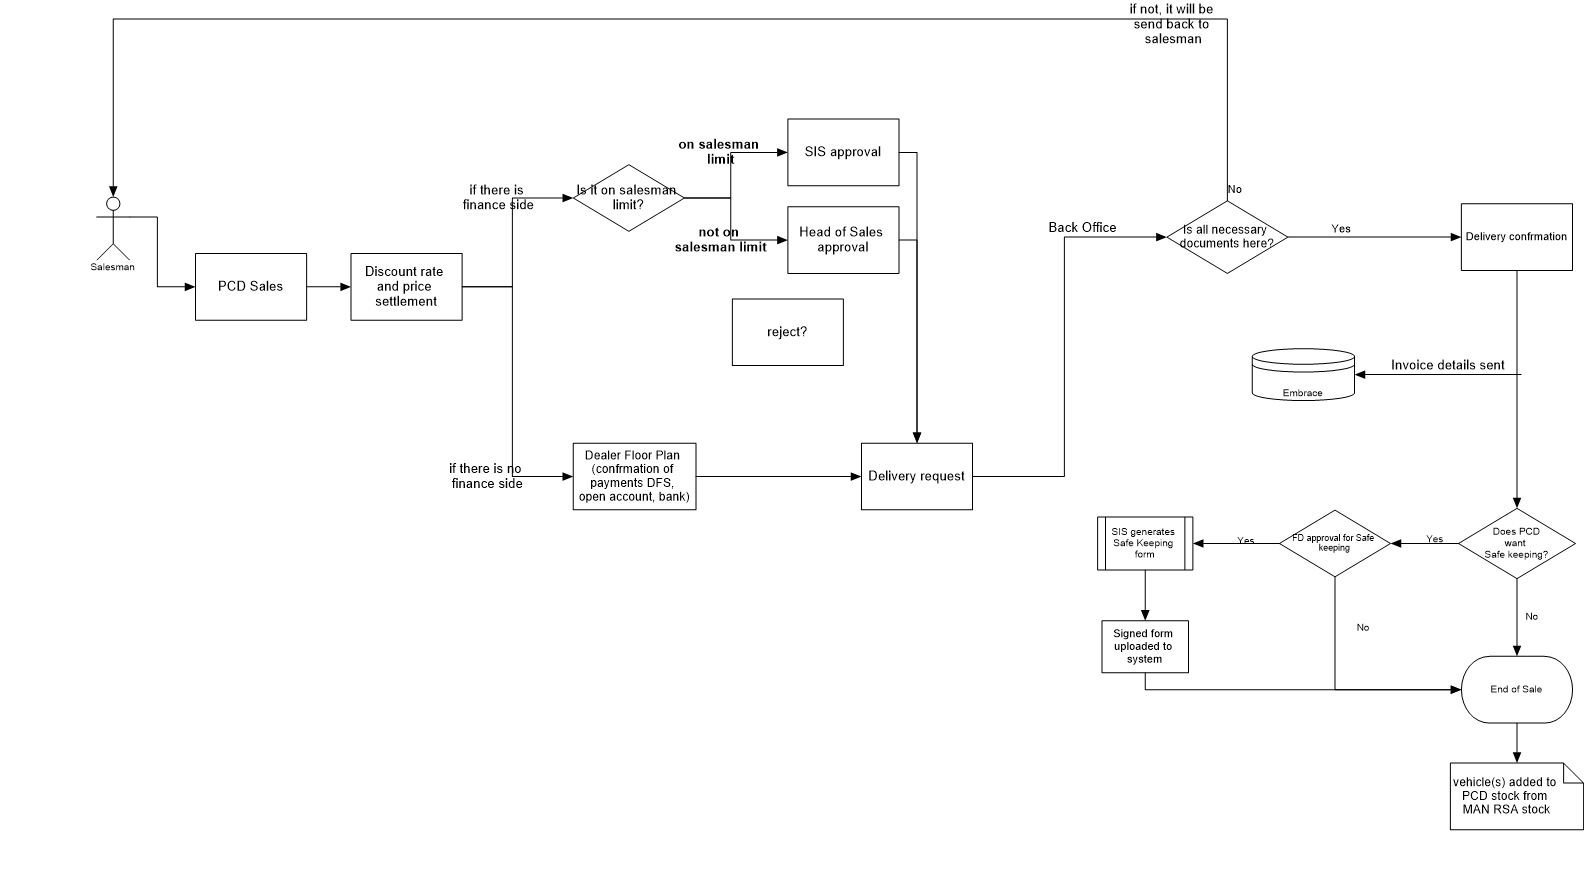 if not, it will be
send back to
salesman
on salesman
limit
SIS approval
if there is
finance side
Is it on salesman
limit?
No
not on
salesman limit
Head of Sales
approval
Back Office
Is all necessary
documents here?
Yes
Delivery confrmation
Salesman
PCD Sales
Discount rate
and price
settlement
reject?
Invoice details sent
Embrace
if there is no
finance side
Dealer Floor Plan
(confrmation of
payments DFS,
open account, bank)
Delivery request
SIS generates
Safe Keeping
form
Yes
FD approval for Safe
keeping
Yes
Does PCD
want
Safe keeping?
No
No
Signed form
uploaded to
system
End of Sale
vehicle(s) added to
PCD stock from
MAN RSA stock